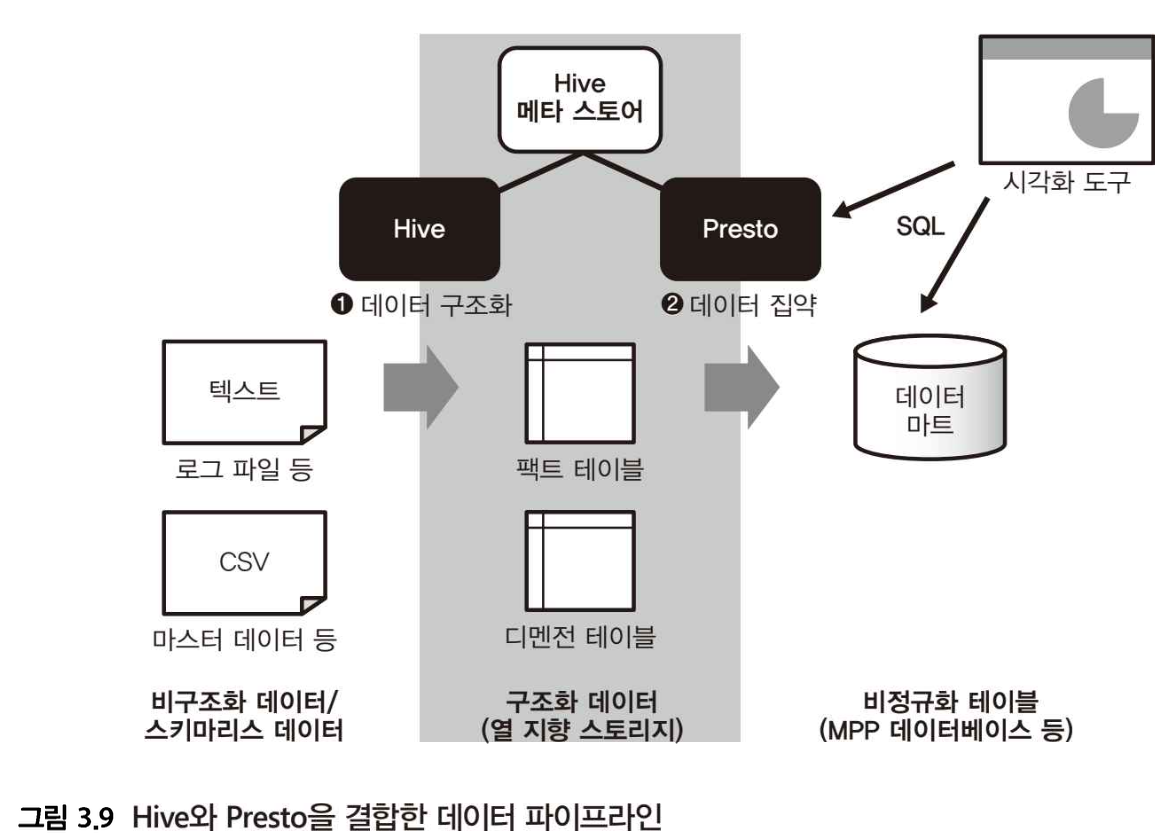 Hive
메타 스토어
시각화 도구
Hive
Presto
SQL
❶ 데이터 구조화
❷ 데이터 집약
텍스트
데이터
마트
로그 파일 등
팩트 테이블
CSV
마스터 데이터 등
디멘전 테이블
비구조화 데이터/
스키마리스 데이터
구조화 데이터
(열 지향 스토리지)
비정규화 테이블
(MPP 데이터베이스 등)
그림 3.9 Hive와 Presto을 결합한 데이터 파이프라인